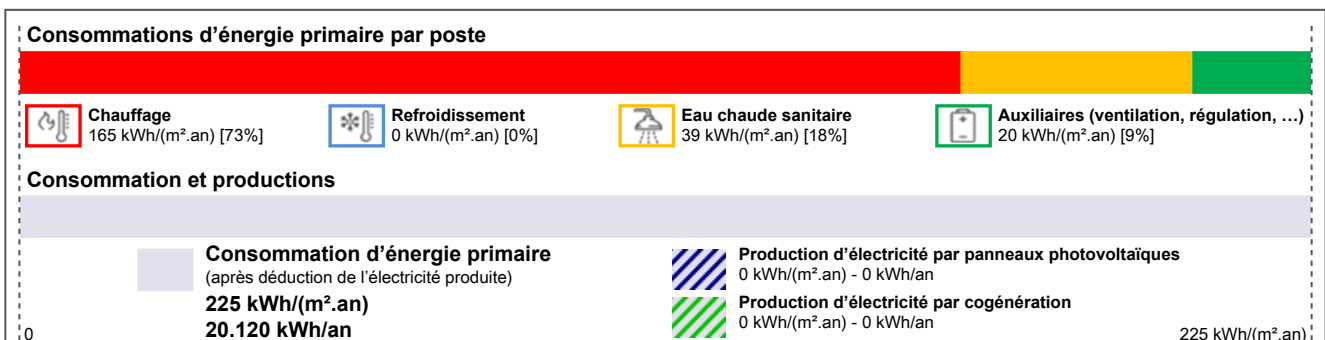 Consommations d’énergie primaire par poste
Chauffage
165 kWh/(m².an) [73%]
Refroidissement
0 kWh/(m².an) [0%]
Eau chaude sanitaire
39 kWh/(m².an) [18%]
Auxiliaires (ventilation, régulation, …)
20 kWh/(m².an) [9%]
Consommation et productions
Consommation d’énergie primaire
(après déduction de l’électricité produite)
225 kWh/(m².an)
20.120 kWh/an
Production d’électricité par panneaux photovoltaïques
0 kWh/(m².an) - 0 kWh/an
Production d’électricité par cogénération
0 kWh/(m².an) - 0 kWh/an
0
225 kWh/(m².an)